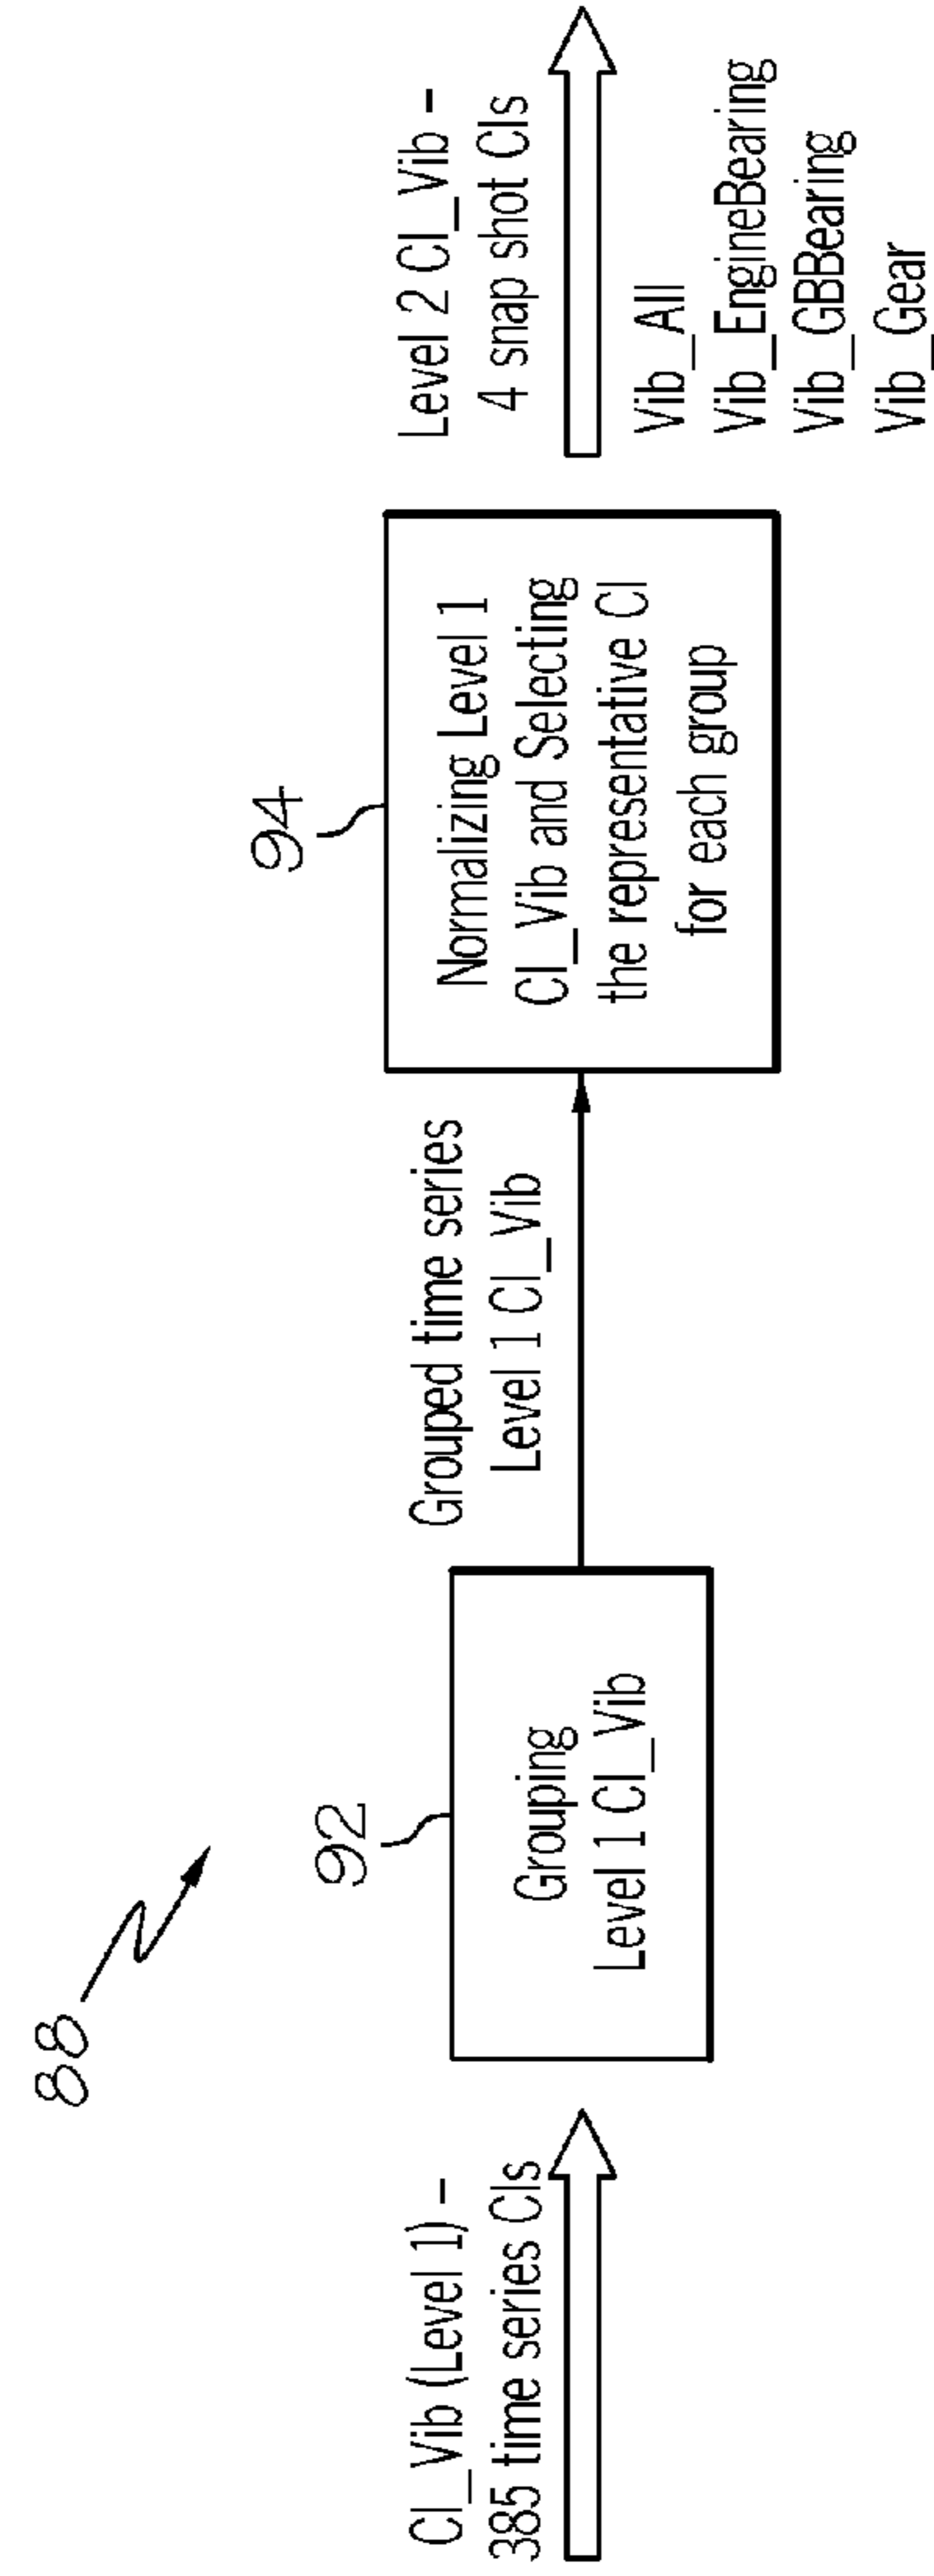 88
CI_Vib (Level 1) -
385 time series CIs
92
Grouping
Level 1 CI_Vib
Grouped time series
Level 1 CI_Vib
94
Normalizing Level 1
CI_Vib and Selecting
the representative CI
for each group
Level 2 CI_Vib -
4 snap shot CIs
Vib_All
Vib_EngineBearing
Vib_GBBearing
Vib_Gear